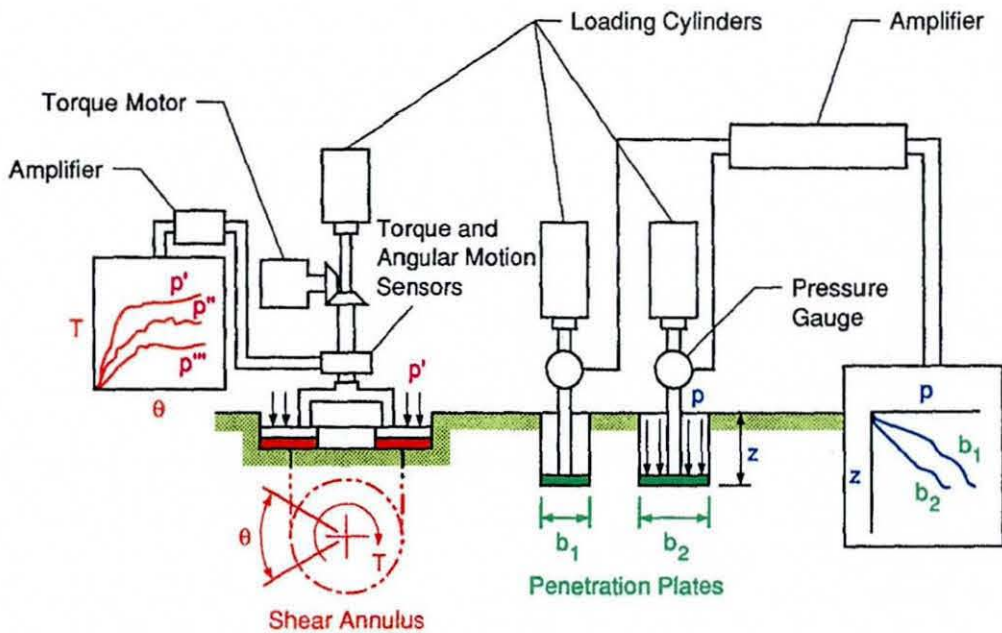 Loading Cylinders
Amplifier
Torque Motor
Amplifier
Torque and
Angular Motion
Sensors
Pressure
Gauge
p'
p"
p'''
T
θ
p'
p
z
p
z
b₁
b₂
θ
T
b₁
b₂
Penetration Plates
Shear Annulus